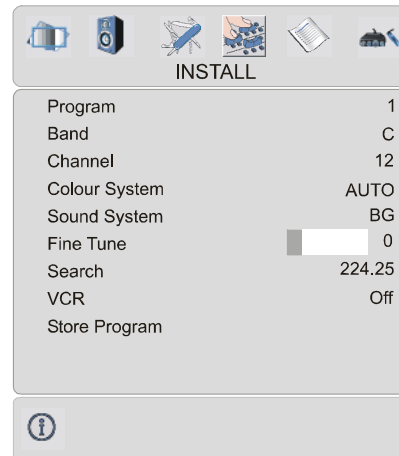 INSTALL
Program 1
Band C
Channel 12
Colour System AUTO
Sound System BG
Fine Tune 0
Search 224.25
VCR Off
Store Program